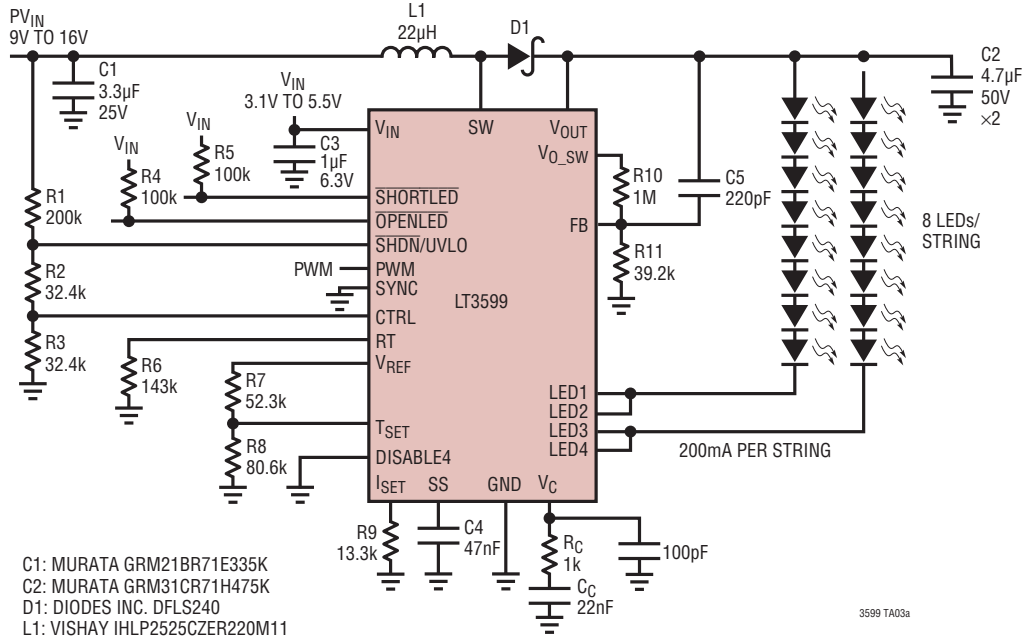 PVIN
9V TO 16V
L1
22µH
D1
C1
3.3µF
25V
VIN
3.1V TO 5.5V
C2
4.7µF
50V
×2
VIN
SW
VOUT
VIN
R5
100k
C3
1µF
6.3V
VO_SW
VIN
R4
100k
R10
1M
C5
220pF
SHORTLED
R1
200k
OPENLED
FB
8 LEDs/
STRING
SHDN/UVLO
R11
39.2k
R2
32.4k
PWM
PWM
SYNC
LT3599
CTRL
R3
32.4k
RT
R6
143k
VREF
R7
52.3k
LED1
LED2
TSET
LED3
LED4
200mA PER STRING
R8
80.6k
DISABLE4
ISET
SS
GND
VC
R9
13.3k
C4
47nF
RC
1k
100pF
CC
22nF
C1: MURATA GRM21BR71E335K
C2: MURATA GRM31CR71H475K
D1: DIODES INC. DFLS240
L1: VISHAY IHLP2525CZER220M11
3599 TA03a